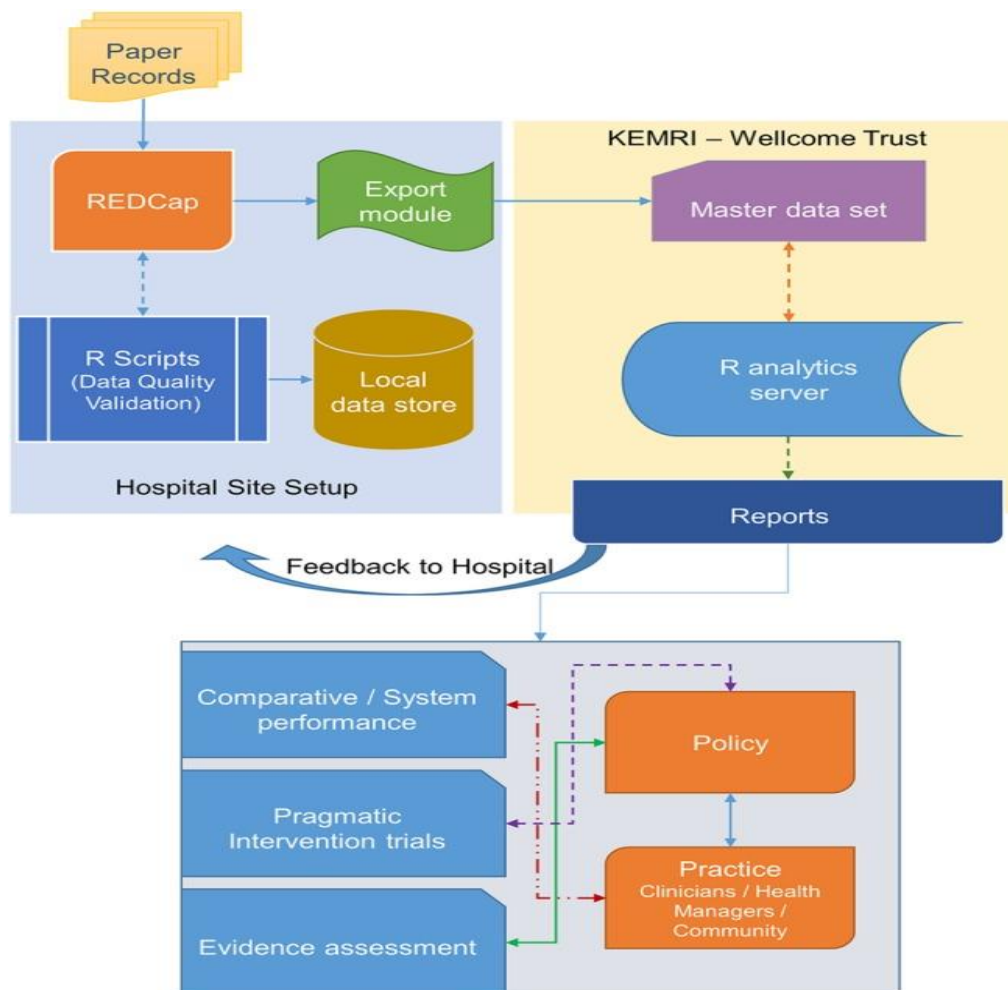 Paper
Records
KEMRI – Wellcome Trust
REDCap
Export
module
Master data set
R Scripts
(Data Quality
Validation)
Local
data store
R analytics
server
Hospital Site Setup
Reports
Feedback to Hospital
Comparative / System
performance
Policy
Pragmatic
Intervention trials
Practice
Clinicians / Health
Managers /
Community
Evidence assessment